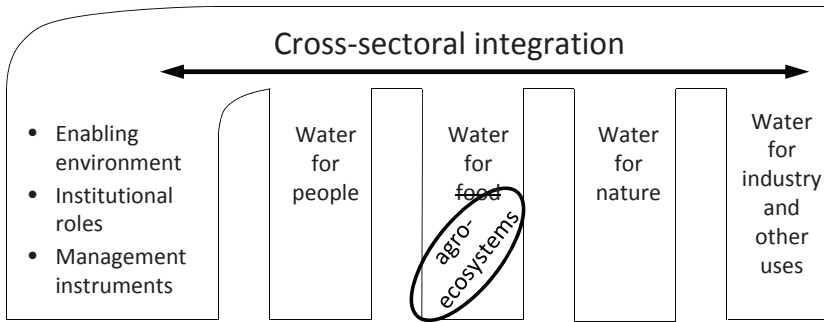 Cross-sectoral integration
• Enabling
environment
• Institutional
roles
• Management
instruments
Water
for
people
Water
for
food
agro-
ecosystems
Water
for
nature
Water
for
industry
and
other
uses